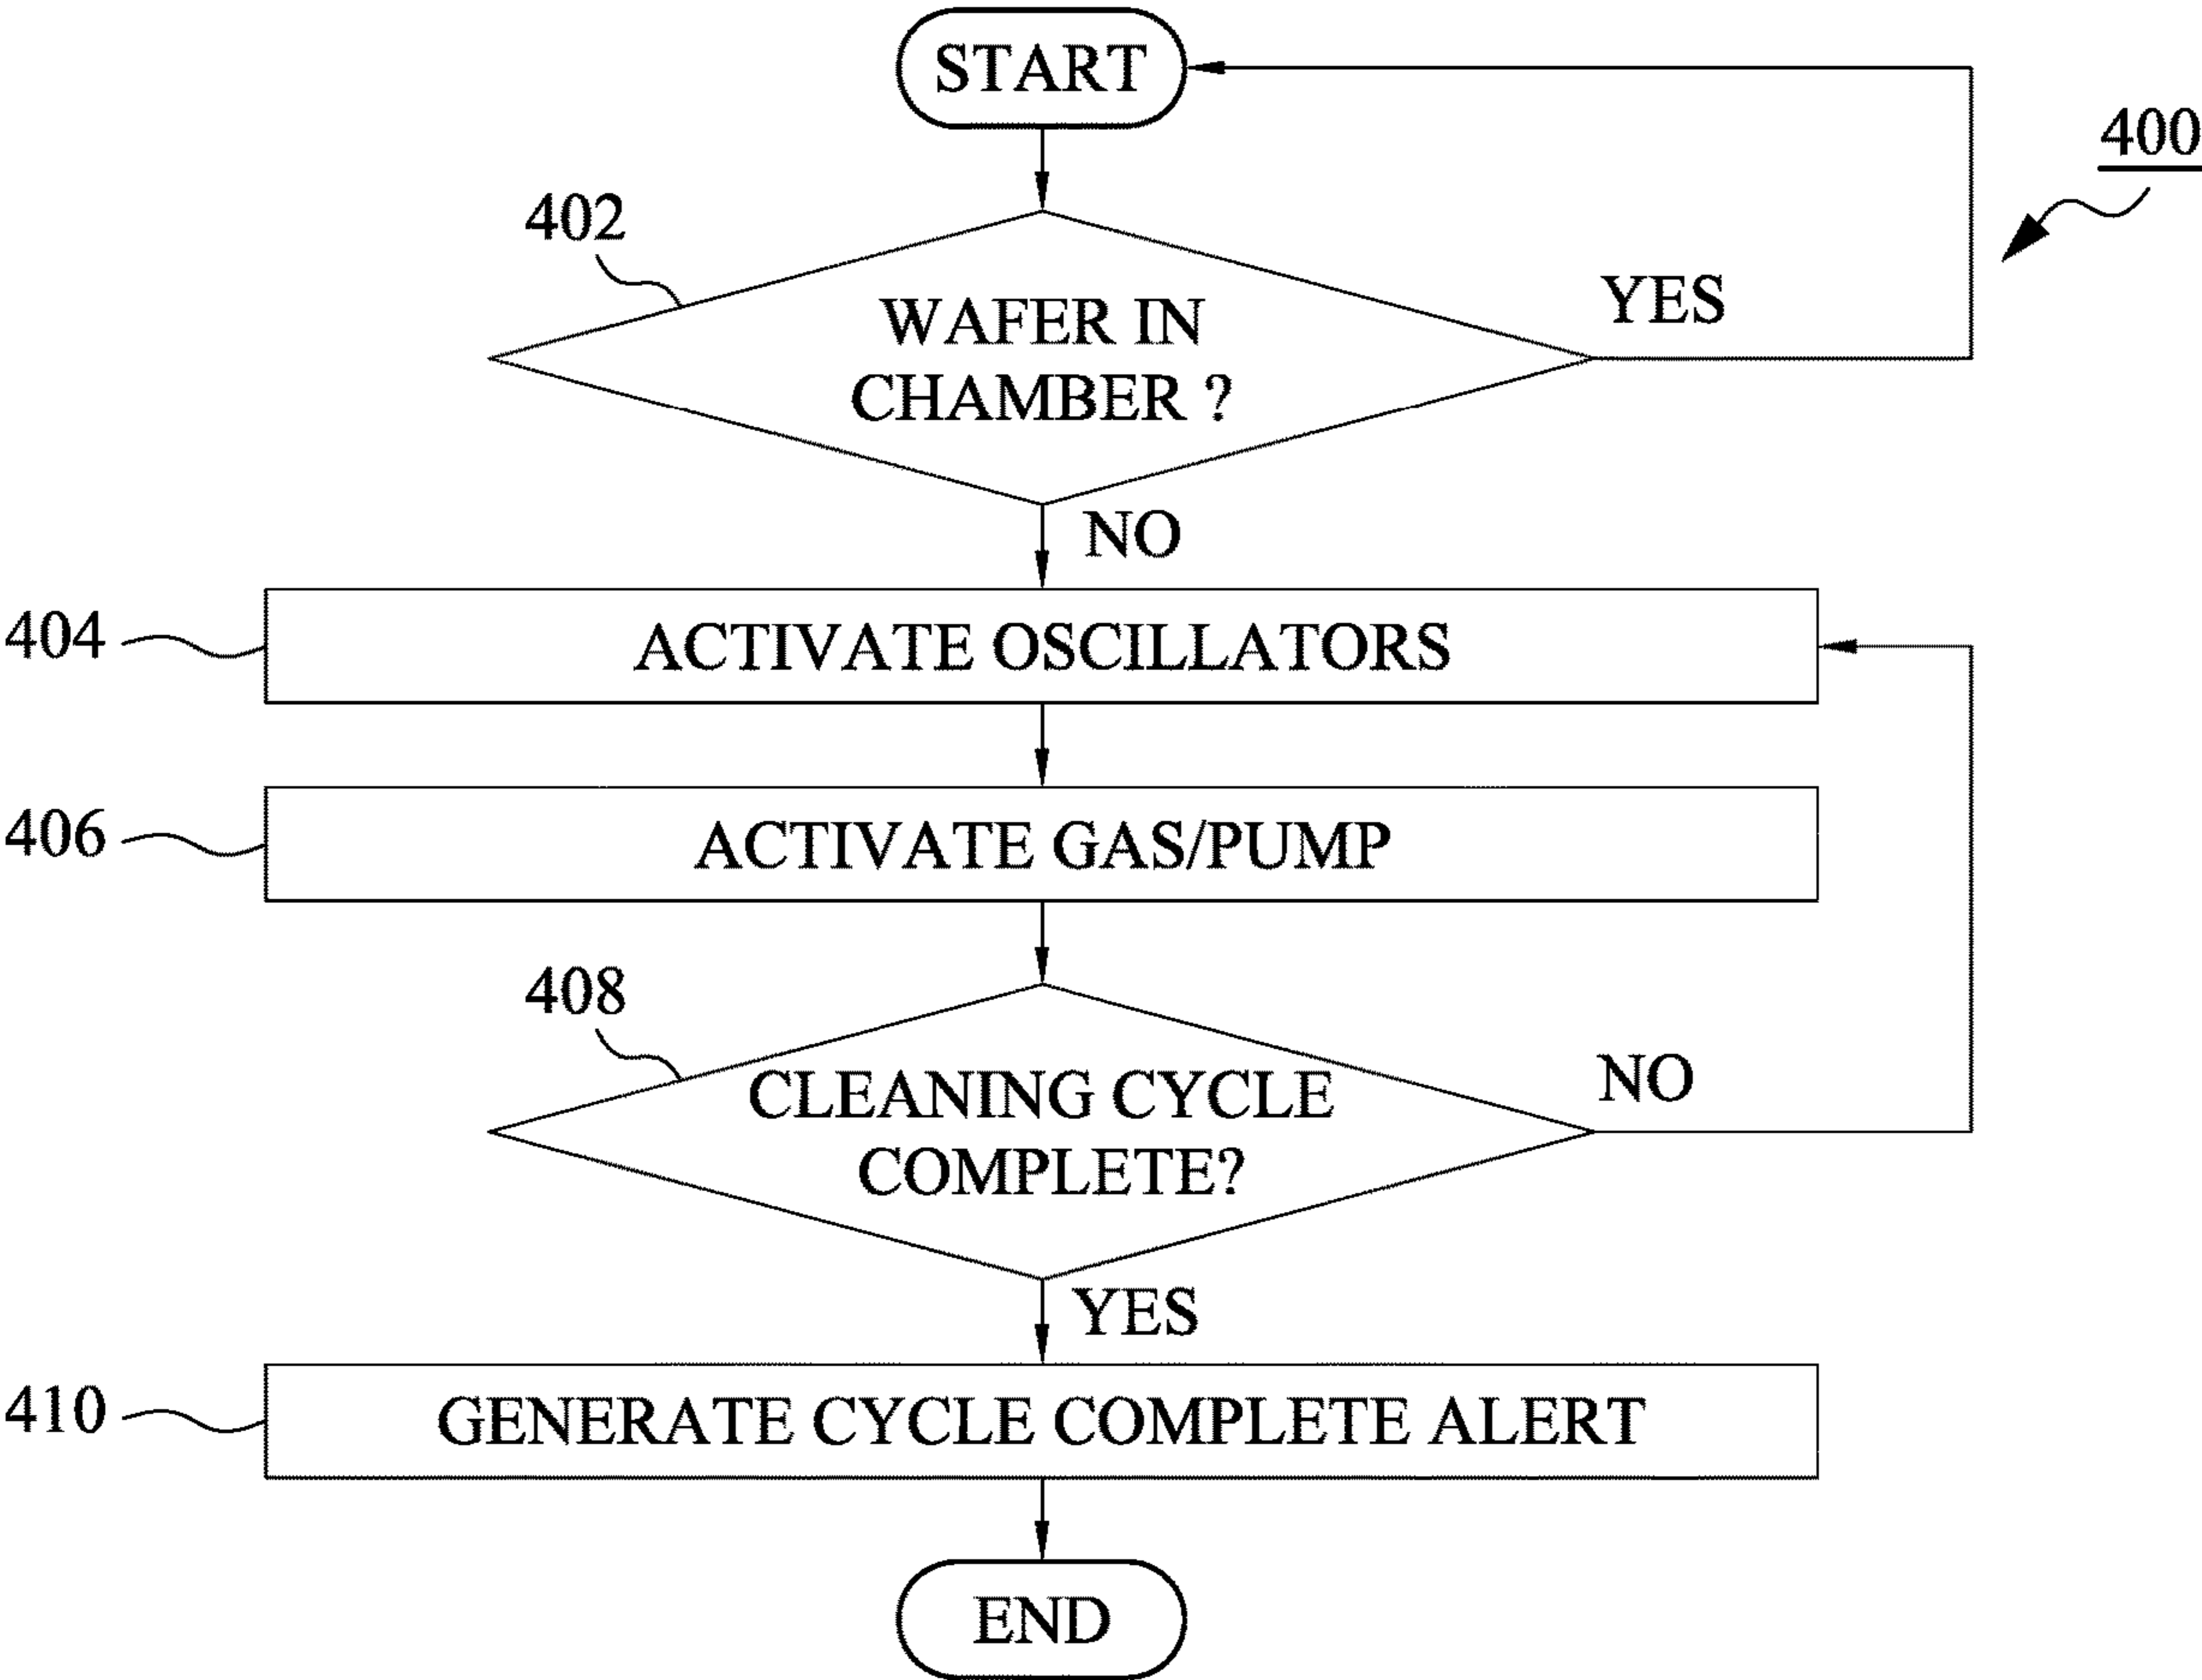 START
400
402
WAFER IN
CHAMBER ?
YES
NO
404
ACTIVATE OSCILLATORS
406
ACTIVATE GAS/PUMP
408
CLEANING CYCLE
COMPLETE?
NO
YES
410
GENERATE CYCLE COMPLETE ALERT
END